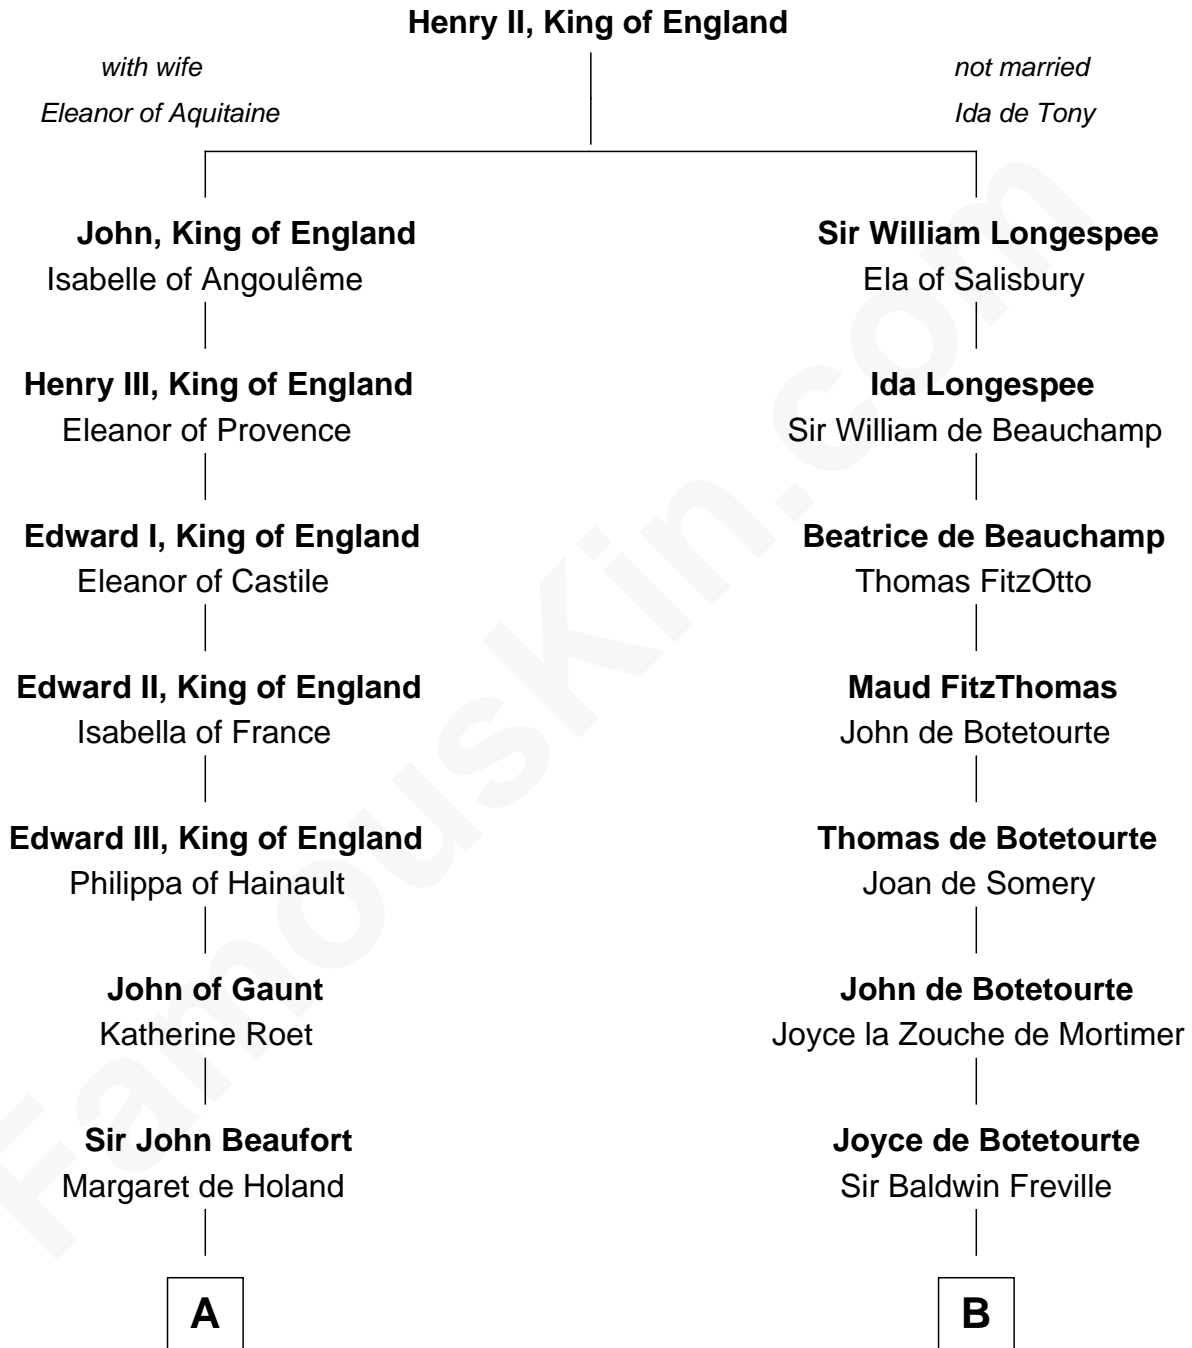 Henry II, King of England
with wife
Eleanor of Aquitaine
not married
Ida de Tony
John, King of England
Isabelle of Angoulême
Sir William Longespee
Ela of Salisbury
Henry III, King of England
Eleanor of Provence
Ida Longespee
Sir William de Beauchamp
Edward I, King of England
Eleanor of Castile
Beatrice de Beauchamp
Thomas FitzOtto
Edward II, King of England
Isabella of France
Maud FitzThomas
John de Botetourte
Edward III, King of England
Philippa of Hainault
Thomas de Botetourte
Joan de Somery
John of Gaunt
Katherine Roet
John de Botetourte
Joyce la Zouche de Mortimer
Sir John Beaufort
Margaret de Holand
Joyce de Botetourte
Sir Baldwin Freville
A
B
FamousKin.com